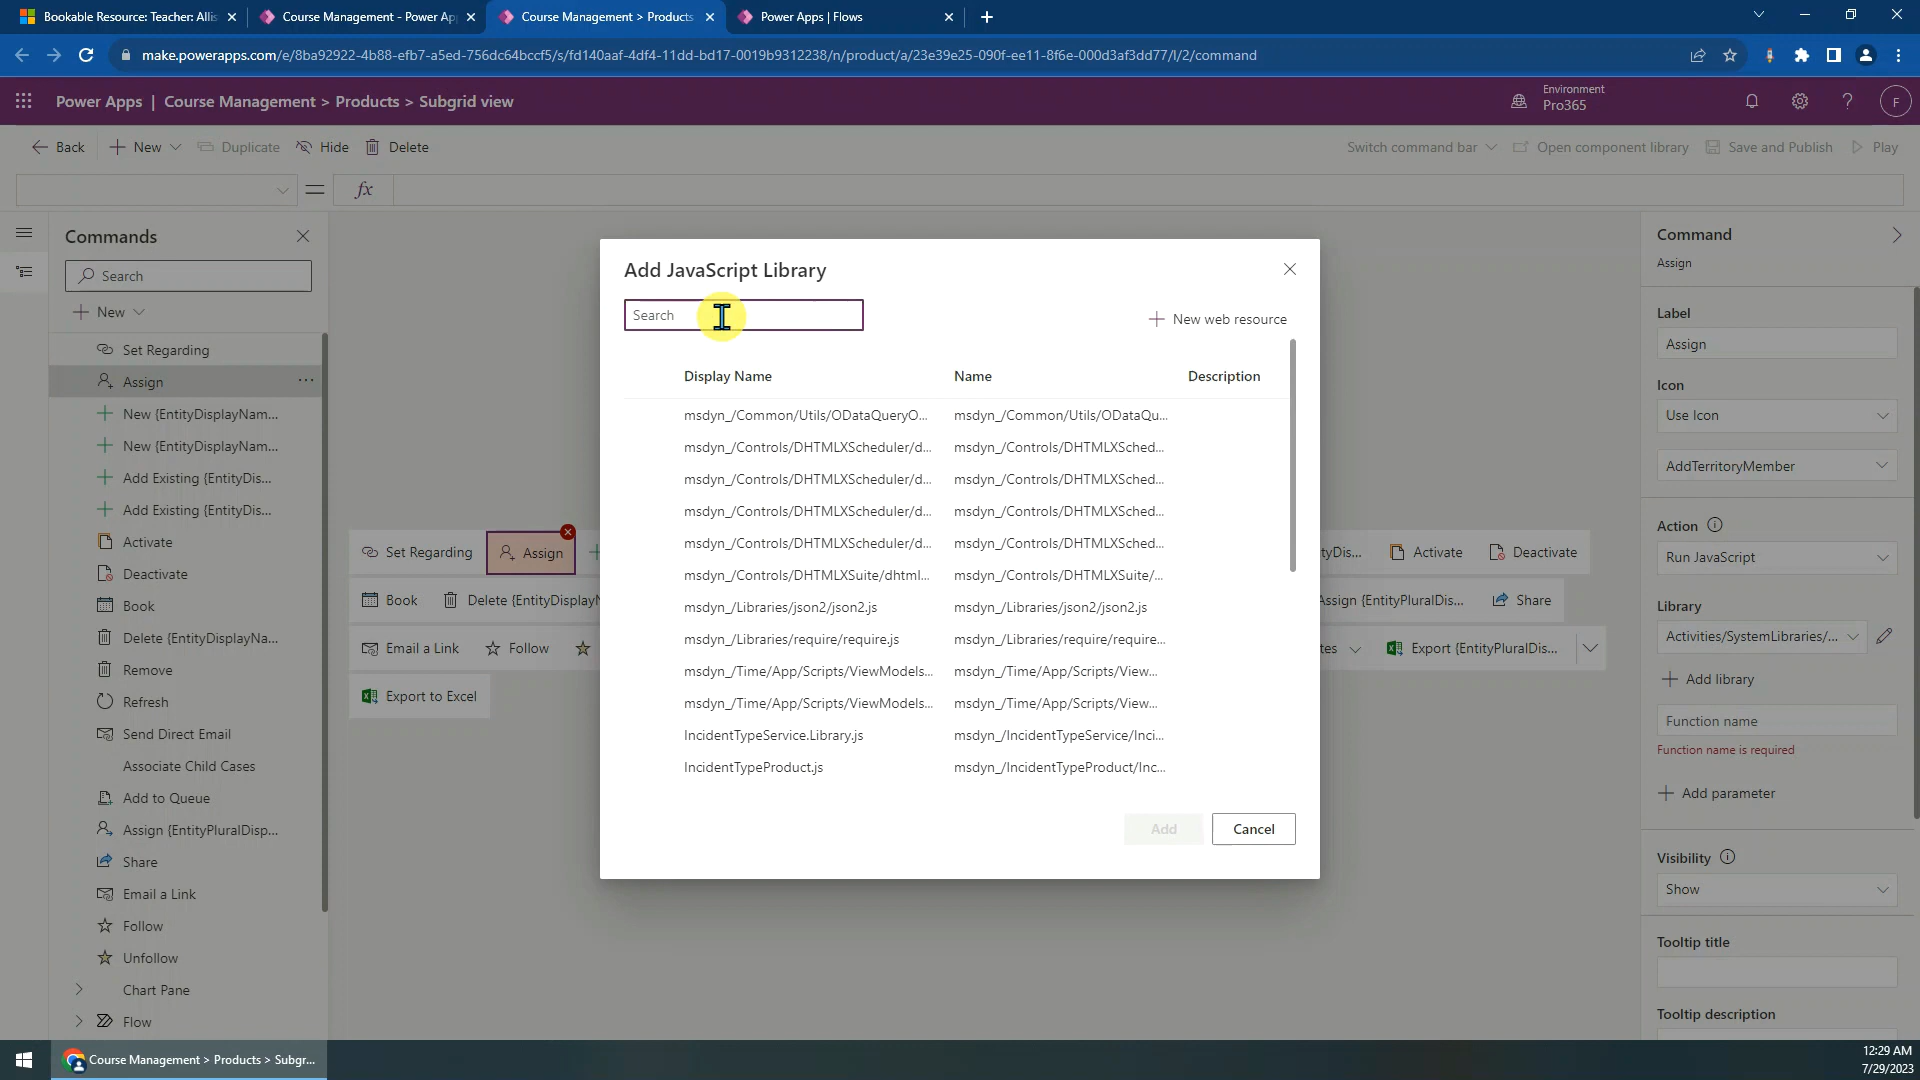 Bookable Resource: Teacher: Allis
Course Management - Power Ap
Course Management > Products
Power Apps | Flows
make.powerapps.com/e/8ba92922-4b88-efb7-a5ed-756dc64bccf5/s/fd140aaf-4df4-11dd-bd17-0019b9312238/n/product/a/23e39e25-090f-ee11-8f6e-000d3af3dd77/l/2/command
Power Apps | Course Management > Products > Subgrid view
Environment
Pro365
F
Back
New
Duplicate
Hide
Delete
Switch command bar
Open component library
Save and Publish
Play
fx
Commands
Search
New
Set Regarding
Assign
New {EntityDisplayNam...
New {EntityDisplayNam...
Add Existing {EntityDis...
Add Existing {EntityDis...
Activate
Deactivate
Book
Delete {EntityDisplayNa...
Remove
Refresh
Send Direct Email
Associate Child Cases
Add to Queue
Assign {EntityPluralDisp...
Share
Email a Link
Follow
Unfollow
Chart Pane
Flow
Set Regarding
Assign
tyDis...
Activate
Deactivate
Book
Delete {EntityDisplayN
Assign {EntityPluralDis...
Share
Email a Link
Follow
tes
Export {EntityPluralDis...
Export to Excel
Add JavaScript Library
Search
New web resource
Display Name Name Description
msdyn_/Common/Utils/ODataQueryO... msdyn_/Common/Utils/ODataQu...
msdyn_/Controls/DHTMLXScheduler/d... msdyn_/Controls/DHTMLXSched...
msdyn_/Controls/DHTMLXScheduler/d... msdyn_/Controls/DHTMLXSched...
msdyn_/Controls/DHTMLXScheduler/d... msdyn_/Controls/DHTMLXSched...
msdyn_/Controls/DHTMLXScheduler/d... msdyn_/Controls/DHTMLXSched...
msdyn_/Controls/DHTMLXSuite/dhtml... msdyn_/Controls/DHTMLXSuite/...
msdyn_/Libraries/json2/json2.js msdyn_/Libraries/json2/json2.js
msdyn_/Libraries/require/require.js msdyn_/Libraries/require/require...
msdyn_/Time/App/Scripts/ViewModels... msdyn_/Time/App/Scripts/View...
msdyn_/Time/App/Scripts/ViewModels... msdyn_/Time/App/Scripts/View...
IncidentTypeService.Library.js msdyn_/IncidentTypeService/Inci...
IncidentTypeProduct.js msdyn_/IncidentTypeProduct/Inc...
Add
Cancel
Command
Assign
Label
Assign
Icon
Use Icon
AddTerritoryMember
Action
Run JavaScript
Library
Activities/SystemLibraries/...
Add library
Function name
Function name is required
Add parameter
Visibility
Show
Tooltip title
Tooltip description
Course Management > Products > Subgr...
12:29 AM
7/29/2023